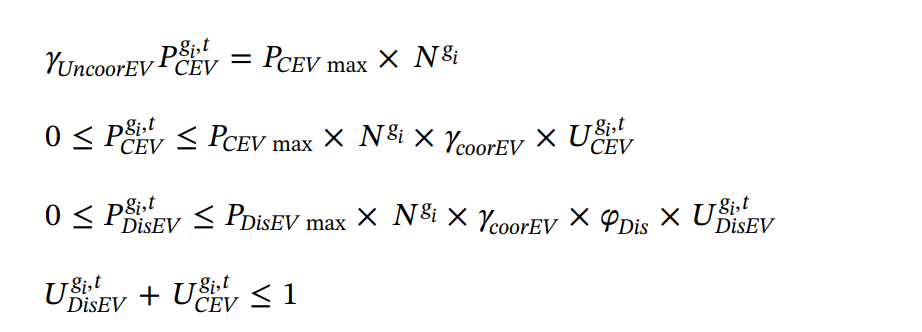 γ_{UncoorEV} P_{CEV}^{g_i,t} = P_{CEV max} × N^{g_i}
0 ≤ P_{CEV}^{g_i,t} ≤ P_{CEV max} × N^{g_i} × γ_{coorEV} × U_{CEV}^{g_i,t}
0 ≤ P_{DisEV}^{g_i,t} ≤ P_{DisEV max} × N^{g_i} × γ_{coorEV} × φ_{Dis} × U_{DisEV}^{g_i,t}
U_{DisEV}^{g_i,t} + U_{CEV}^{g_i,t} ≤ 1